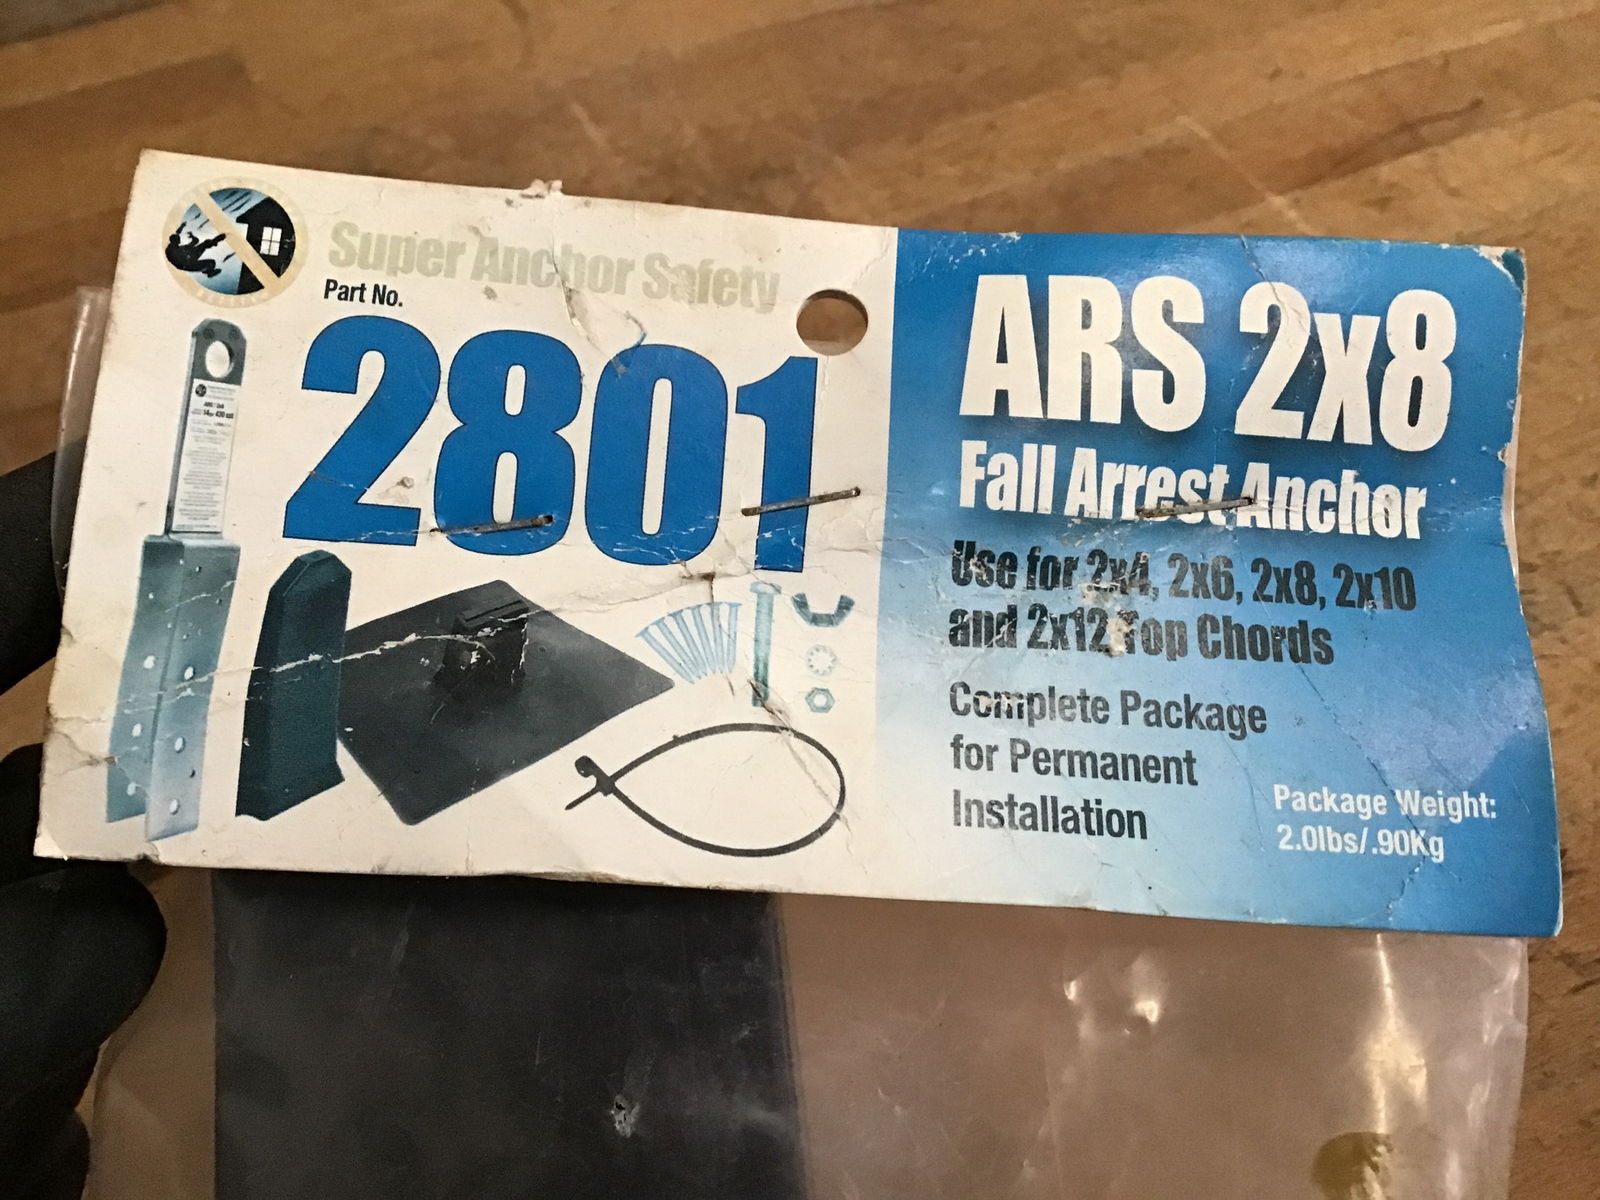 Super Anchor Safety
Part No.
2801
ARS 2x8
Fall Arrest Anchor
Use for 2x4, 2x6, 2x8, 2x10
and 2x12 Top Chords
Complete Package
for Permanent
Installation
Package Weight:
2.0lbs/.90Kg